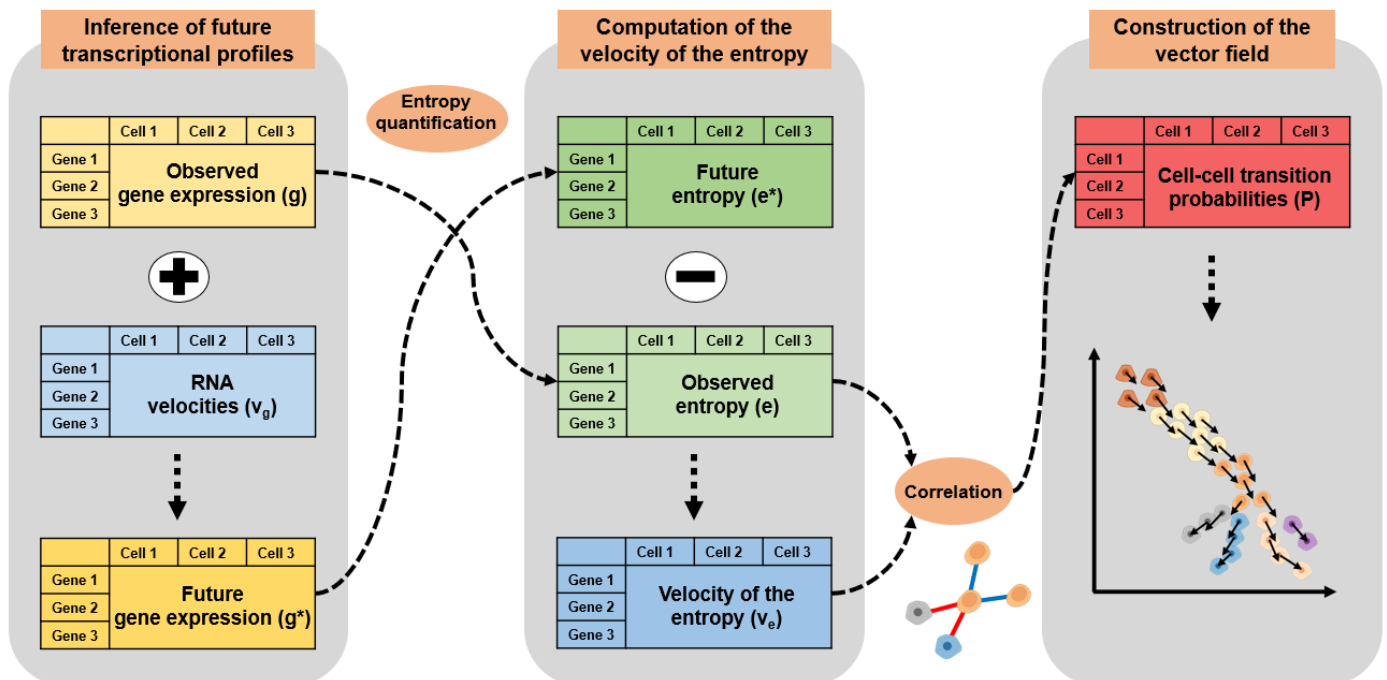 Inference of future
transcriptional profiles
Cell 1 Cell 2 Cell 3
Gene 1
Gene 2
Gene 3
Observed
gene expression (g)
Cell 1 Cell 2 Cell 3
Gene 1
Gene 2
Gene 3
RNA
velocities (vg)
Cell 1 Cell 2 Cell 3
Gene 1
Gene 2
Gene 3
Future
gene expression (g*)
Entropy
quantification
Computation of the
velocity of the entropy
Cell 1 Cell 2 Cell 3
Gene 1
Gene 2
Gene 3
Future
entropy (e*)
Cell 1 Cell 2 Cell 3
Gene 1
Gene 2
Gene 3
Observed
entropy (e)
Cell 1 Cell 2 Cell 3
Gene 1
Gene 2
Gene 3
Velocity of the
entropy (ve)
Correlation
Construction of the
vector field
Cell 1 Cell 2 Cell 3
Cell 1
Cell 2
Cell 3
Cell-cell transition
probabilities (P)